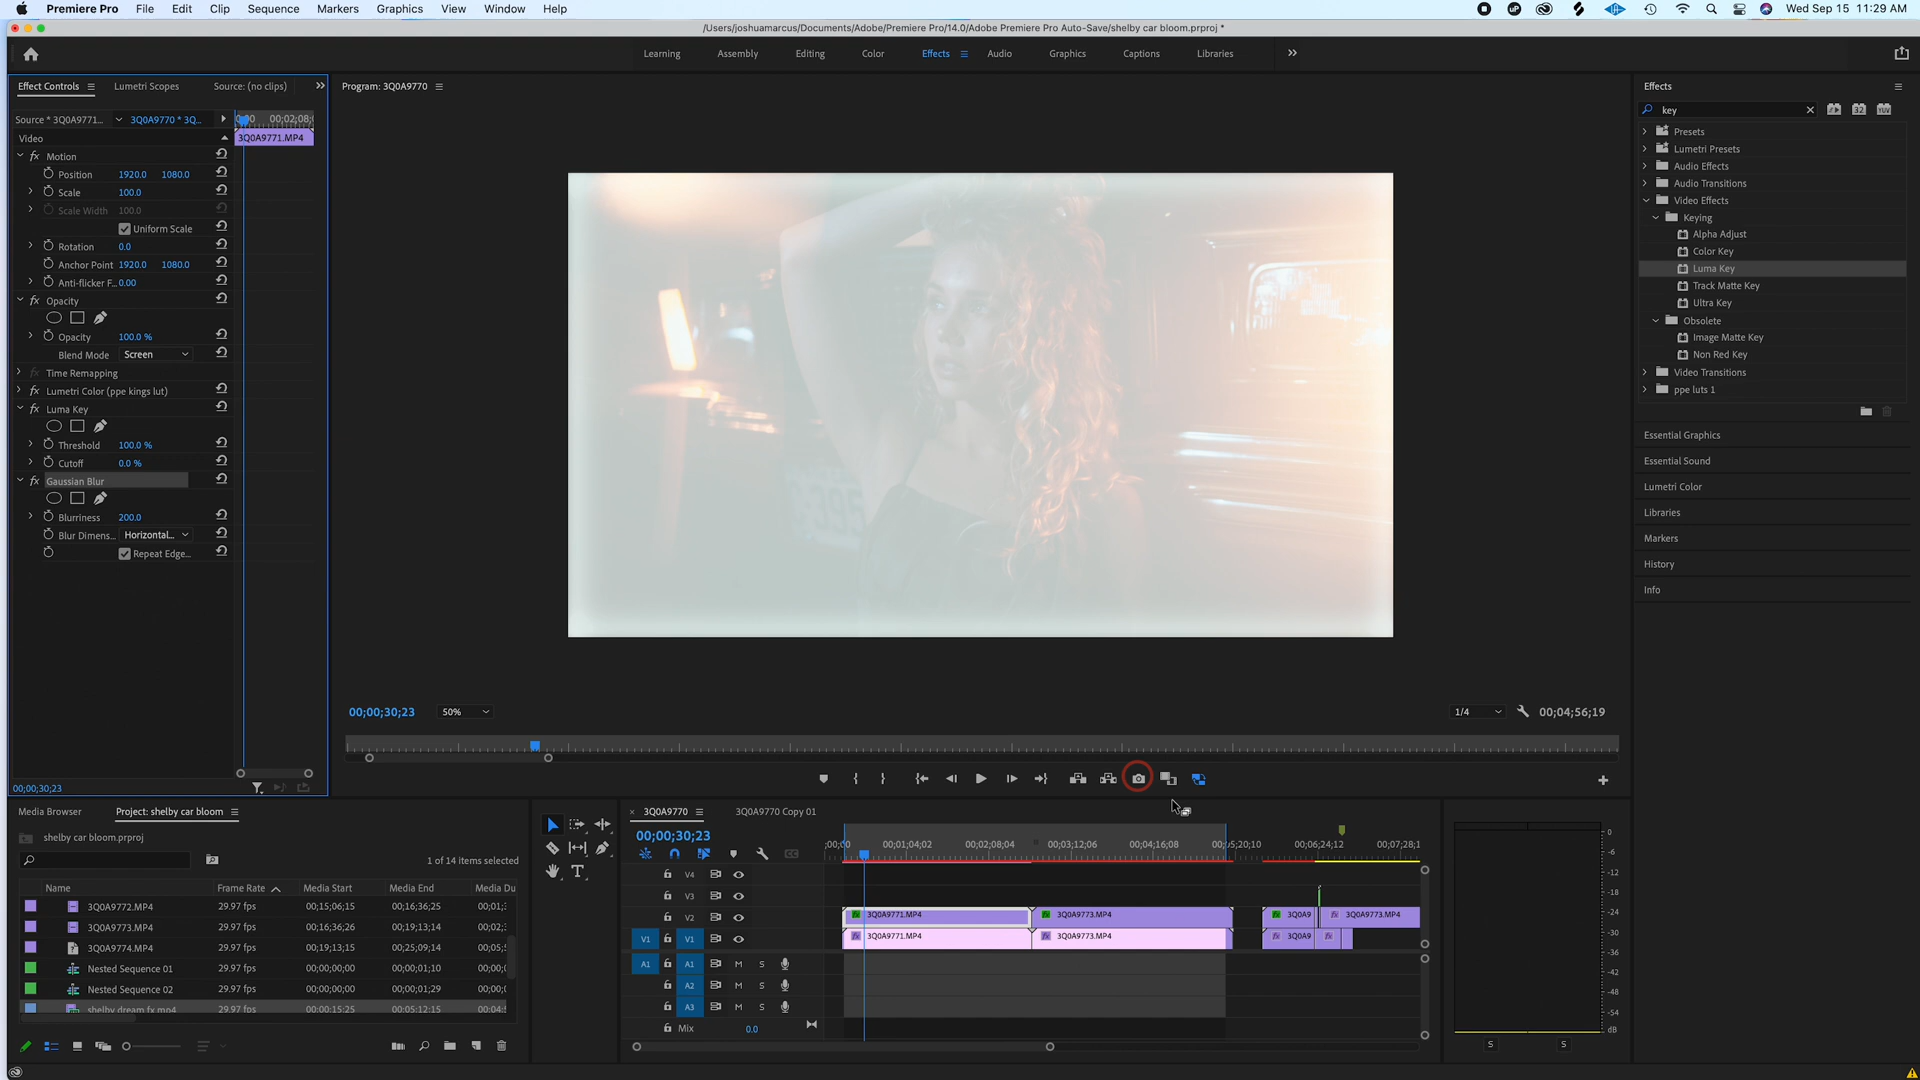 Premiere Pro File Edit Clip Sequence Markers Graphics View Window Help Wed Sep 15 11:29 AM
/Users/joshuamarcus/Documents/Adobe/Premiere Pro/14.0/Adobe Premiere Pro Auto-Save/shelby car bloom.prproj *
Learning Assembly Editing Color Effects Audio Graphics Captions Libraries
Effect Controls Lumetri Scopes Source: (no clips)
Program: 3Q0A9770
Source * 3Q0A9771... 3Q0A9770 * 3Q...
00:00 00;02;08;0
Video
3Q0A9771.MP4
fx Motion
Position 1920.0 1080.0
Scale 100.0
Scale Width 100.0
Uniform Scale
Rotation 0.0
Anchor Point 1920.0 1080.0
Anti-flicker F... 0.00
fx Opacity
Opacity 100.0 %
Blend Mode Screen
fx Time Remapping
fx Lumetri Color (ppe kings lut)
fx Luma Key
Threshold 100.0 %
Cutoff 0.0 %
fx Gaussian Blur
Blurriness 200.0
Blur Dimens... Horizontal...
Repeat Edge...
00;00;30;23
00;00;30;23 50% 1/4 00;04;56;19
Effects
key
Presets
Lumetri Presets
Audio Effects
Audio Transitions
Video Effects
Keying
Alpha Adjust
Color Key
Luma Key
Track Matte Key
Ultra Key
Obsolete
Image Matte Key
Non Red Key
Video Transitions
ppe luts 1
Essential Graphics
Essential Sound
Lumetri Color
Libraries
Markers
History
Info
Media Browser Project: shelby car bloom
shelby car bloom.prproj
1 of 14 items selected
Name Frame Rate Media Start Media End Media Du
3Q0A9772.MP4 29.97 fps 00;15;06;15 00;16;36;25 00;01;
3Q0A9773.MP4 29.97 fps 00;16;36;26 00;19;13;14 00;02;
3Q0A9774.MP4 29.97 fps 00;19;13;15 00;25;09;14 00;05;
Nested Sequence 01 29.97 fps 00;00;00;00 00;00;01;10 00;00;
Nested Sequence 02 29.97 fps 00;00;00;00 00;00;01;29 00;00;
shelby dream fx.mp4 29.97 fps 00:00:15:25 00:05:12:15 00:04:
× 3Q0A9770 3Q0A9770 Copy 01
00;00;30;23
;00;00 00;01;04;02 00;02;08;04 00;03;12;06 00;04;16;08 00;05;20;10 00;06;24;12 00;07;28;1
V4
V3
V2 fx 3Q0A9771.MP4 fx 3Q0A9773.MP4 fx 3Q0A9 fx 3Q0A9773.MP4
V1 V1 fx 3Q0A9771.MP4 fx 3Q0A9773.MP4 fx 3Q0A9 fx
A1 A1 M S
A2 M S
A3 M S
Mix 0.0
0
-6
-12
-18
-24
-30
-36
-42
-48
-54
dB
S S